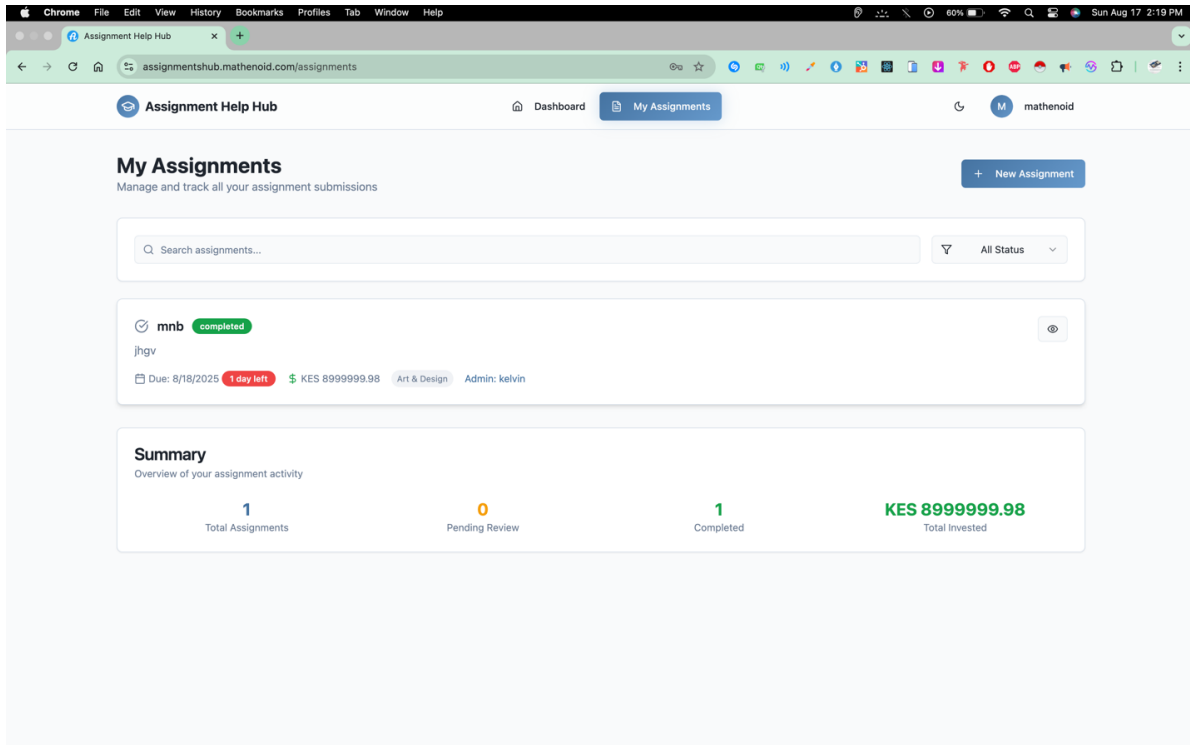 Chrome File Edit View History Bookmarks Profiles Tab Window Help 60% Sun Aug 17 2:19 PM
Assignment Help Hub
assignmentshub.mathenoid.com/assignments
Assignment Help Hub Dashboard My Assignments M mathenoid
My Assignments
Manage and track all your assignment submissions
+ New Assignment
Search assignments... All Status
mnb completed
jhgv
Due: 8/18/2025 1 day left $ KES 8999999.98 Art & Design Admin: kelvin
Summary
Overview of your assignment activity
1 0 1 KES 8999999.98
Total Assignments Pending Review Completed Total Invested